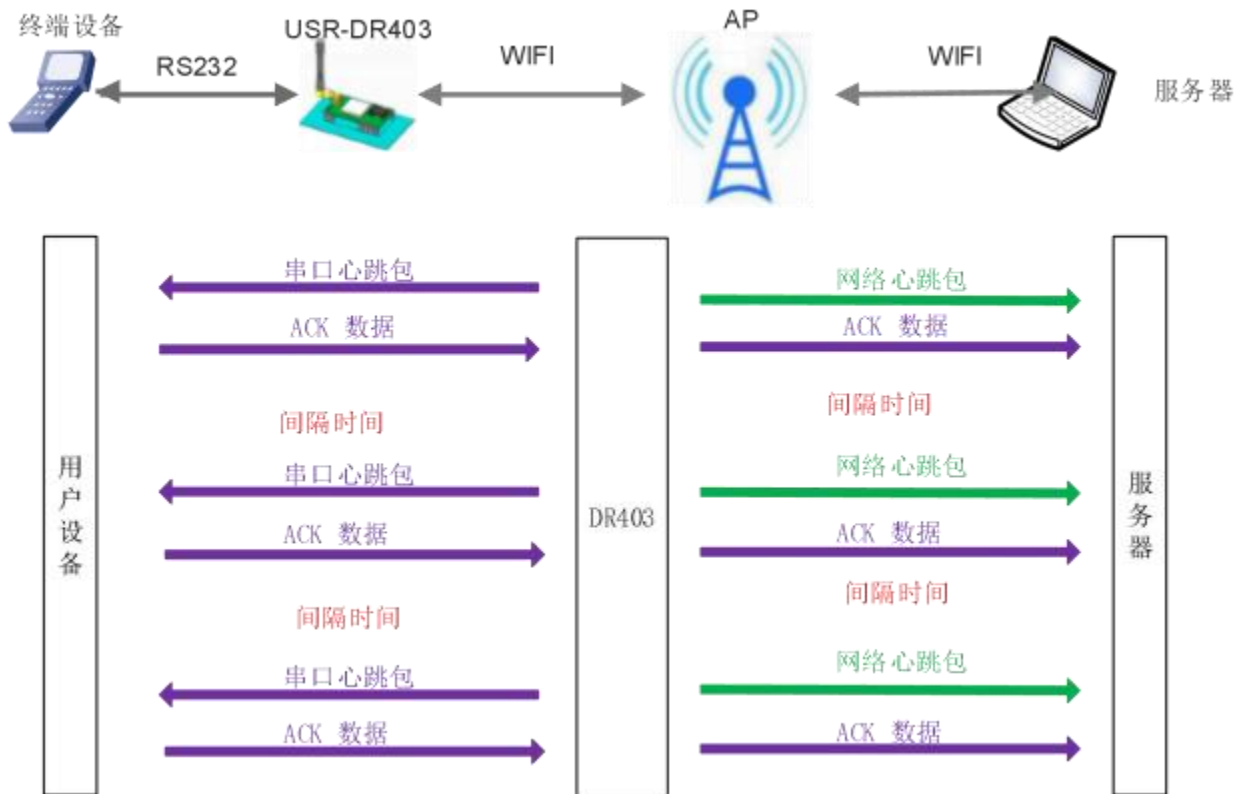 终端设备
USR-DR403
AP
RS232
WIFI
WIFI
服务器
串口心跳包
网络心跳包
ACK 数据
ACK 数据
间隔时间
间隔时间
串口心跳包
网络心跳包
用户设备
DR403
服务器
ACK 数据
ACK 数据
间隔时间
间隔时间
串口心跳包
网络心跳包
ACK 数据
ACK 数据